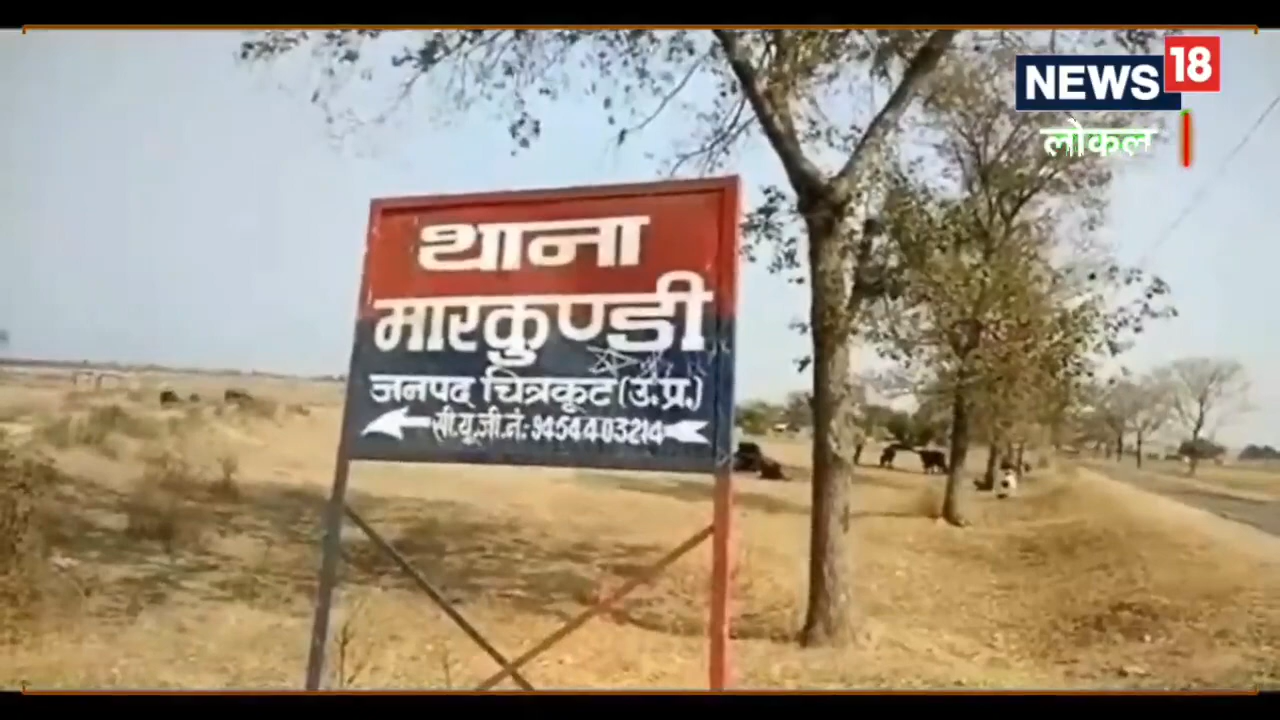 NEWS 18
लोकल
थाना
मारकुण्डी
जनपद चित्रकूट (उ.प्र.)
सी.यू.जी.नं.: 9454403214